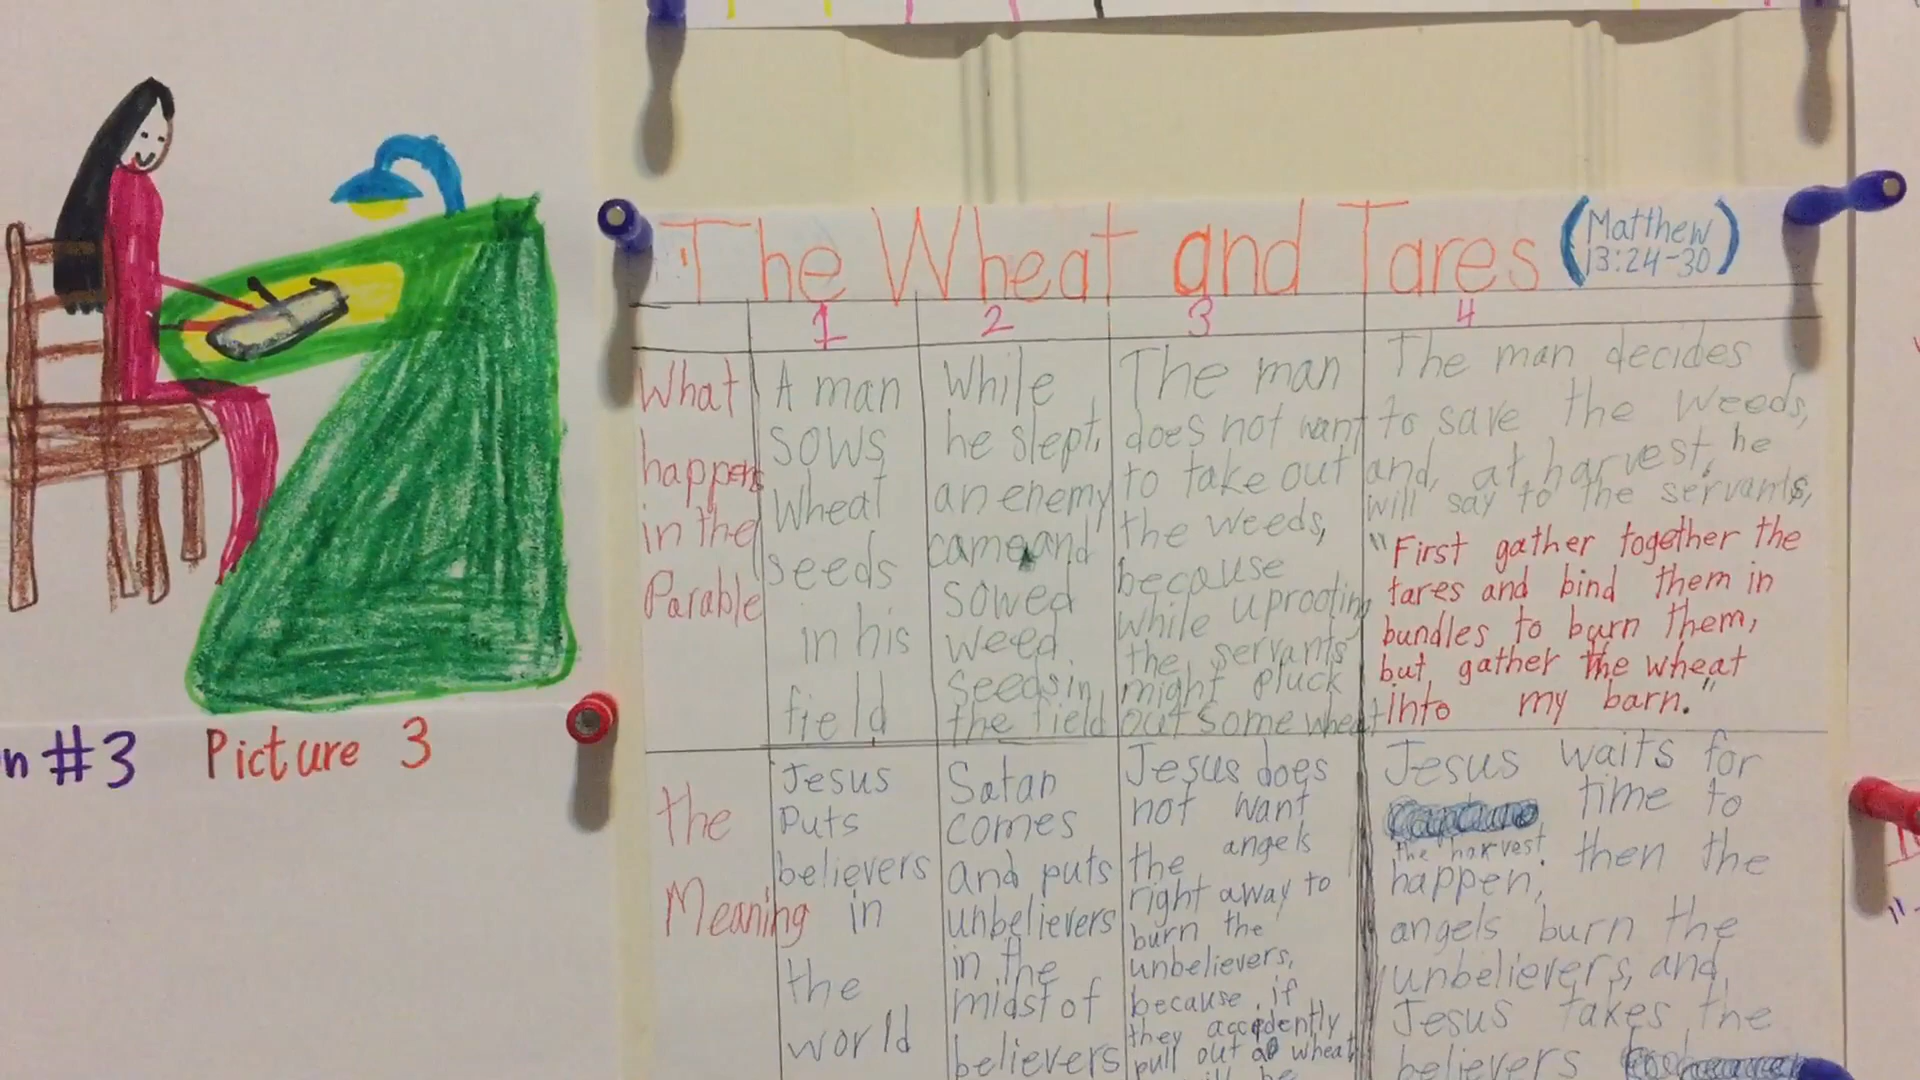 n #3 Picture 3
The Wheat and Tares (Matthew
13:24-30)
1
2
3
4
What
happens
in the
Parable
A man
sows
wheat
seeds
in his
field
While
he slept,
an enemy
came and
sowed
weed
seeds in
the field
The man
does not want
to take out
the weeds,
because
while uprooting
the servants
might pluck
out some wheat
The man decides
to save the weeds,
and, at harvest, he
will say to the servants,
"First gather together the
tares and bind them in
bundles to burn them,
but gather the wheat
into my barn."
the
Meaning
Jesus
puts
believers
in
the
world
Satan
comes
and puts
unbelievers
in the
midst of
believers
Jesus does
not want
the angels
right away to
burn the
unbelievers,
because if
they accidently
pull out a wheat
Jesus waits for
time to
the harvest. then the
happen,
angels burn the
unbelievers, and
Jesus takes the
believers